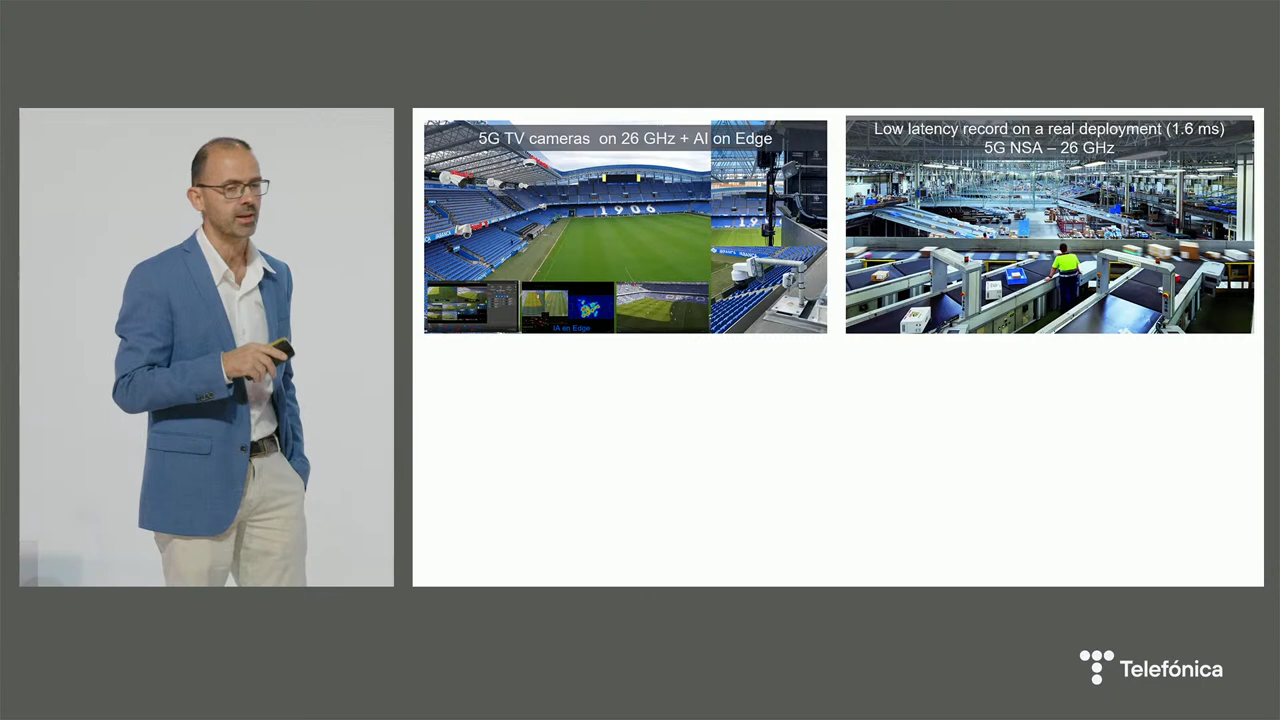 5G TV cameras on 26 GHz + AI on Edge
Low latency record on a real deployment (1.6 ms)
5G NSA – 26 GHz
1906
IA en Edge
Telefónica